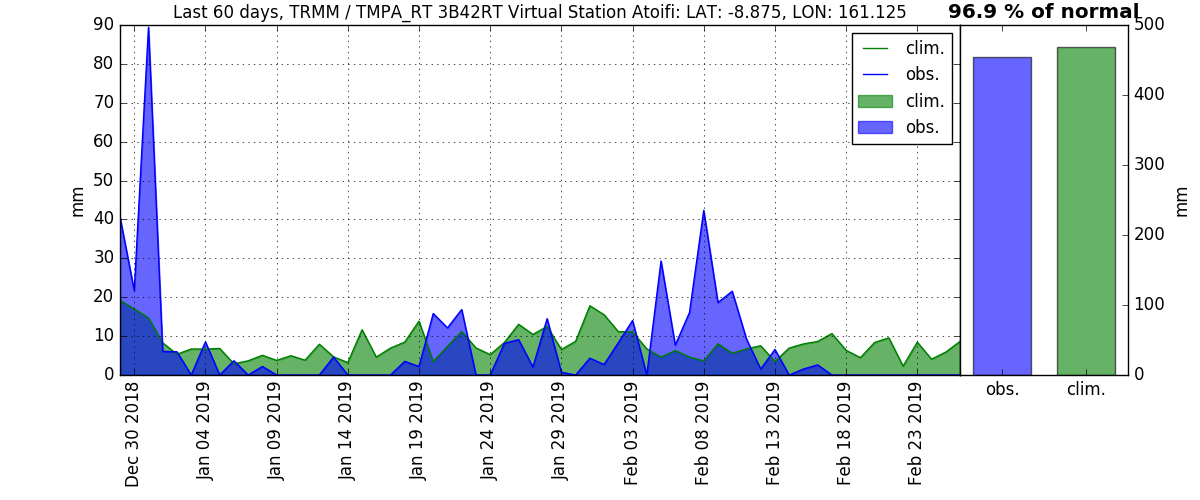 Last 60 days, TRMM / TMPA_RT 3B42RT Virtual Station Atoifi: LAT: -8.875, LON: 161.125
96.9 % of normal
90
80
70
60
50
40
30
20
10
0
mm
clim.
obs.
clim.
obs.
500
400
300
200
100
0
mm
obs.
clim.
Dec 30 2018
Jan 04 2019
Jan 09 2019
Jan 14 2019
Jan 19 2019
Jan 24 2019
Jan 29 2019
Feb 03 2019
Feb 08 2019
Feb 13 2019
Feb 18 2019
Feb 23 2019